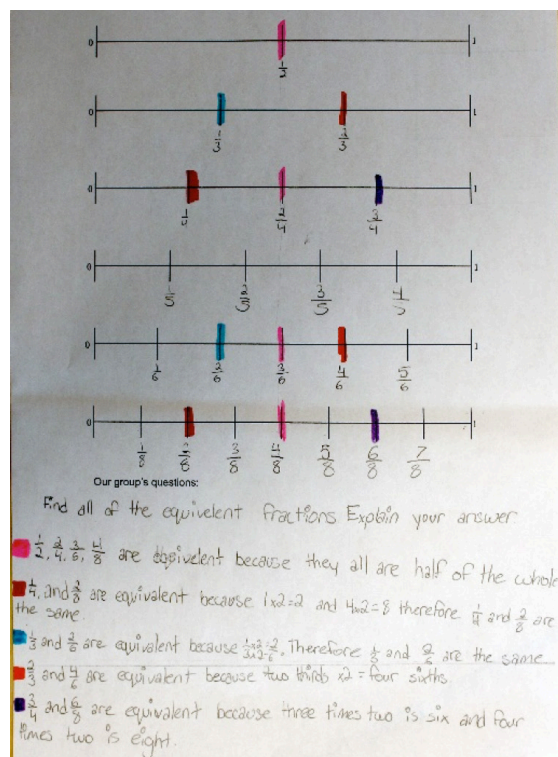 0 1
1/2
0 1
1/3 2/3
0 1
1/4 2/4 3/4
0 1
1/5 2/5 3/5 4/5
0 1
1/6 2/6 3/6 4/6 5/6
0 1
1/8 2/8 3/8 4/8 5/8 6/8 7/8
Our group's questions:
Find all of the equivelent fractions Explain your answer.
1/2, 2/4, 3/6, 4/8 are eqivelent because they all are half of the whole
1/4, and 2/8 are equivalent because 1x2=2 and 4x2=8 therefore 1/4 and 2/8 are
the same.
1/3 and 2/6 are equivalent because 1x2=2/3x2=6. Therefore 1/3 and 2/6 are the same
2/3 and 4/6 are equivalent because two thirds x2 = four sixths.
3/4 and 6/8 are equivalent because three times two is six and four
times two is eight.